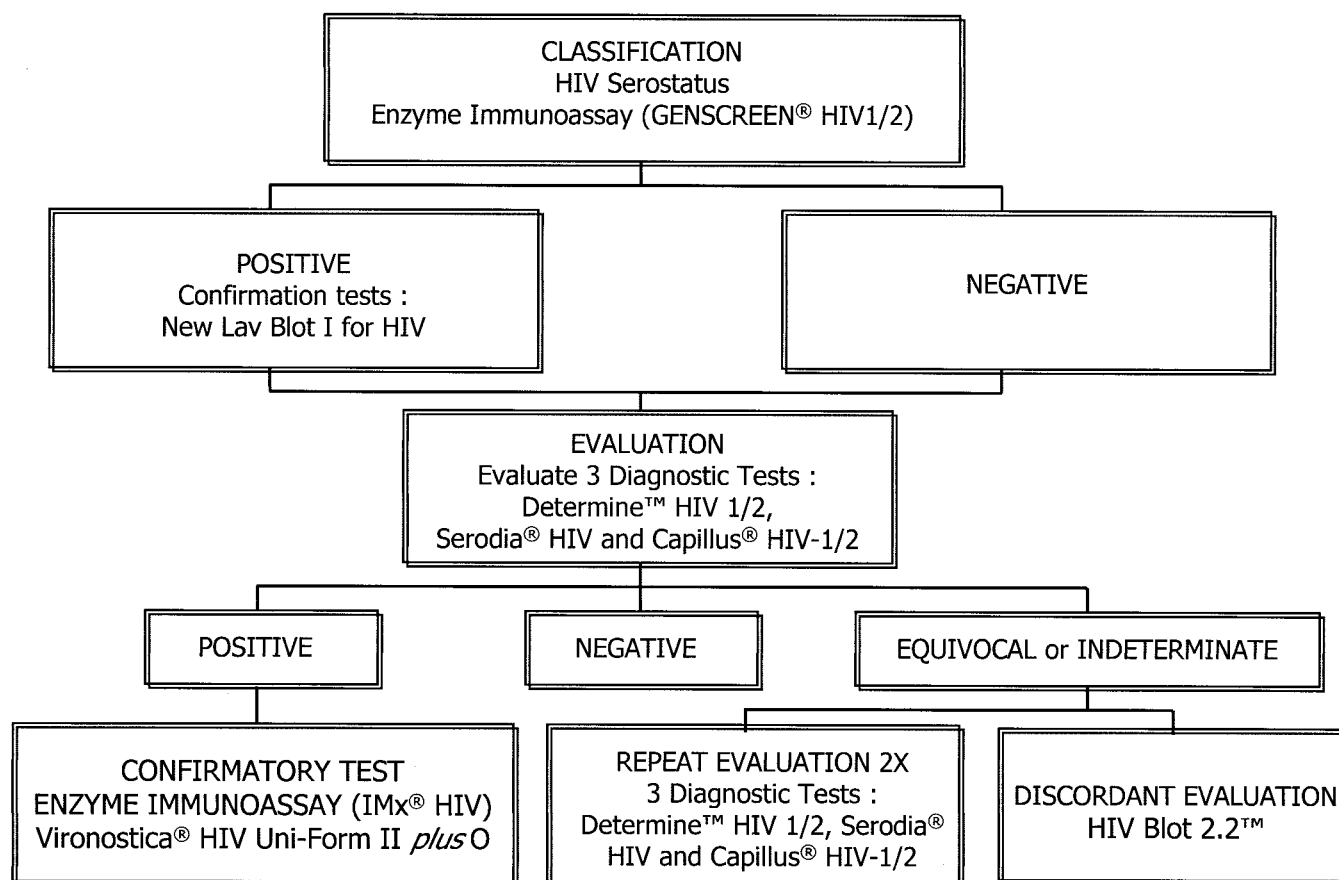 CLASSIFICATION
HIV Serostatus
Enzyme Immunoassay (GENSCREEN® HIV1/2)
POSITIVE
Confirmation tests :
New Lav Blot I for HIV
NEGATIVE
EVALUATION
Evaluate 3 Diagnostic Tests :
Determine™ HIV 1/2,
Serodia® HIV and Capillus® HIV-1/2
POSITIVE
NEGATIVE
EQUIVOCAL or INDETERMINATE
CONFIRMATORY TEST
ENZYME IMMUNOASSAY (IMx® HIV)
Vironostica® HIV Uni-Form II plus O
REPEAT EVALUATION 2X
3 Diagnostic Tests :
Determine™ HIV 1/2, Serodia®
HIV and Capillus® HIV-1/2
DISCORDANT EVALUATION
HIV Blot 2.2™